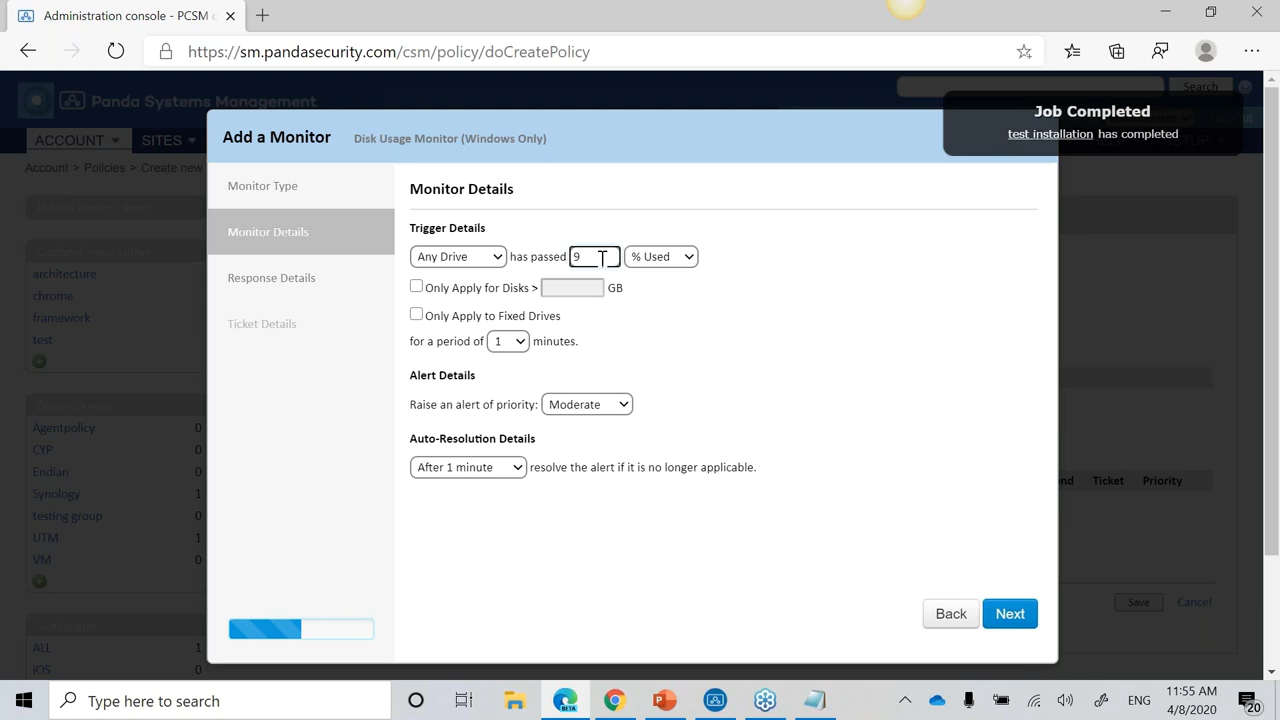 Administration console - PCSM c
https://sm.pandasecurity.com/csm/policy/doCreatePolicy
Panda Systems Management
Search
Job Completed
test installation has completed
ACCOUNT
SITES
Account > Policies > Create new
Add a Monitor
Disk Usage Monitor (Windows Only)
Monitor Type
Monitor Details
Response Details
Ticket Details
Monitor Details
Trigger Details
Any Drive has passed 9 % Used
Only Apply for Disks > GB
Only Apply to Fixed Drives
for a period of 1 minutes.
Alert Details
Raise an alert of priority: Moderate
Auto-Resolution Details
After 1 minute resolve the alert if it is no longer applicable.
Back
Next
architecture
chrome
framework
test
Agentpolicy 0
CYP 0
Endian 0
Synology 1
testing group 0
UTM 1
VM 0
ALL 1
iOS 0
Ticket Priority
Save Cancel
Type here to search
ENG
11:55 AM
4/8/2020
20